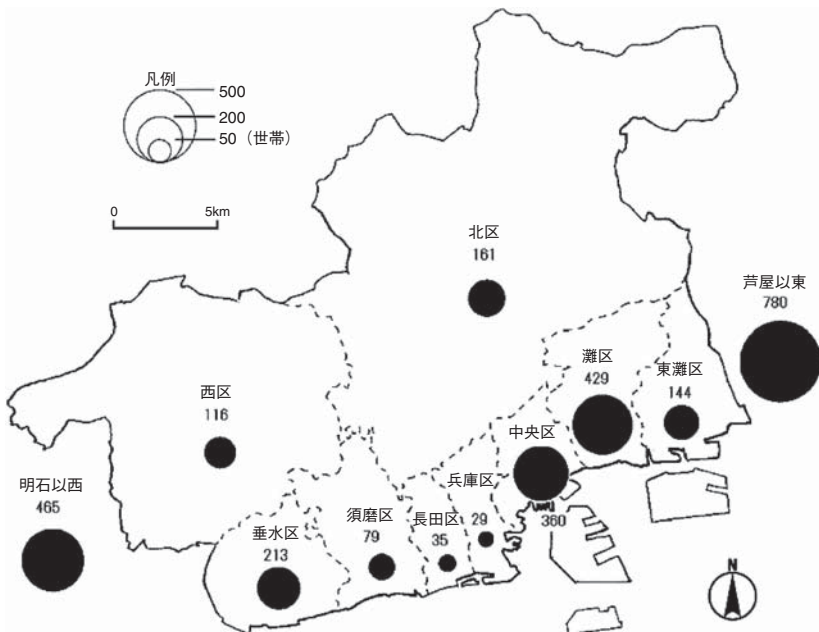 凡例
500
200
50（世帯）
0 5km
北区
161
芦屋以東
780
灘区
429
東灘区
144
西区
116
中央区
360
兵庫区
29
明石以西
465
須磨区
79
長田区
35
垂水区
213
N